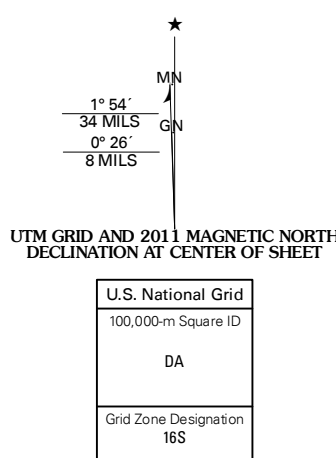 ★
MN
1° 54´
34 MILS
GN
0° 26´
8 MILS
UTM GRID AND 2011 MAGNETIC NORTH
DECLINATION AT CENTER OF SHEET
U.S. National Grid
100,000-m Square ID
DA
Grid Zone Designation
16S